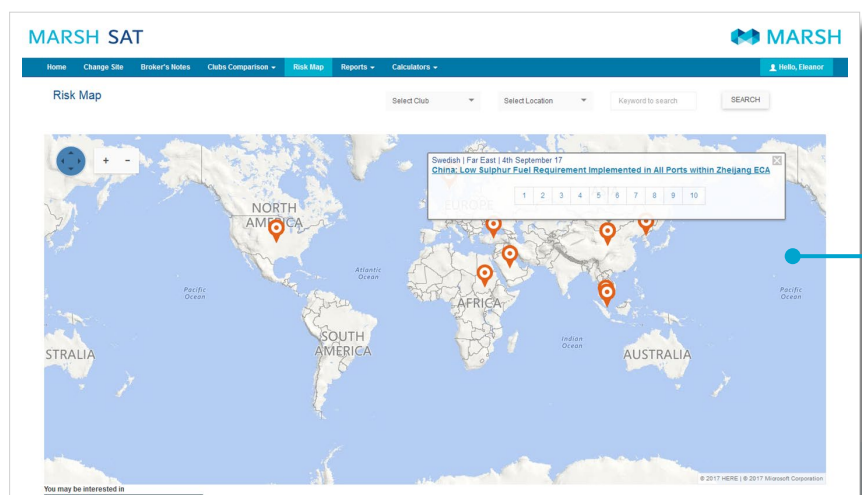 MARSH SAT
MARSH
Home Change Site Broker's Notes Clubs Comparison Risk Map Reports Calculators Hello, Eleanor
Risk Map
Select Club Select Location Keyword to search SEARCH
+ -
Swedish | Far East | 4th September 17
China: Low Sulphur Fuel Requirement Implemented in All Ports within Zheijang ECA
1 2 3 4 5 6 7 8 9 10
NORTH
AMERICA
EUROPE
Atlantic
Ocean
Pacific
Ocean
Pacific
Ocean
AFRICA
SOUTH
AMERICA
Indian
Ocean
STRALIA
AUSTRALIA
© 2017 HERE | © 2017 Microsoft Corporation
You may be interested in